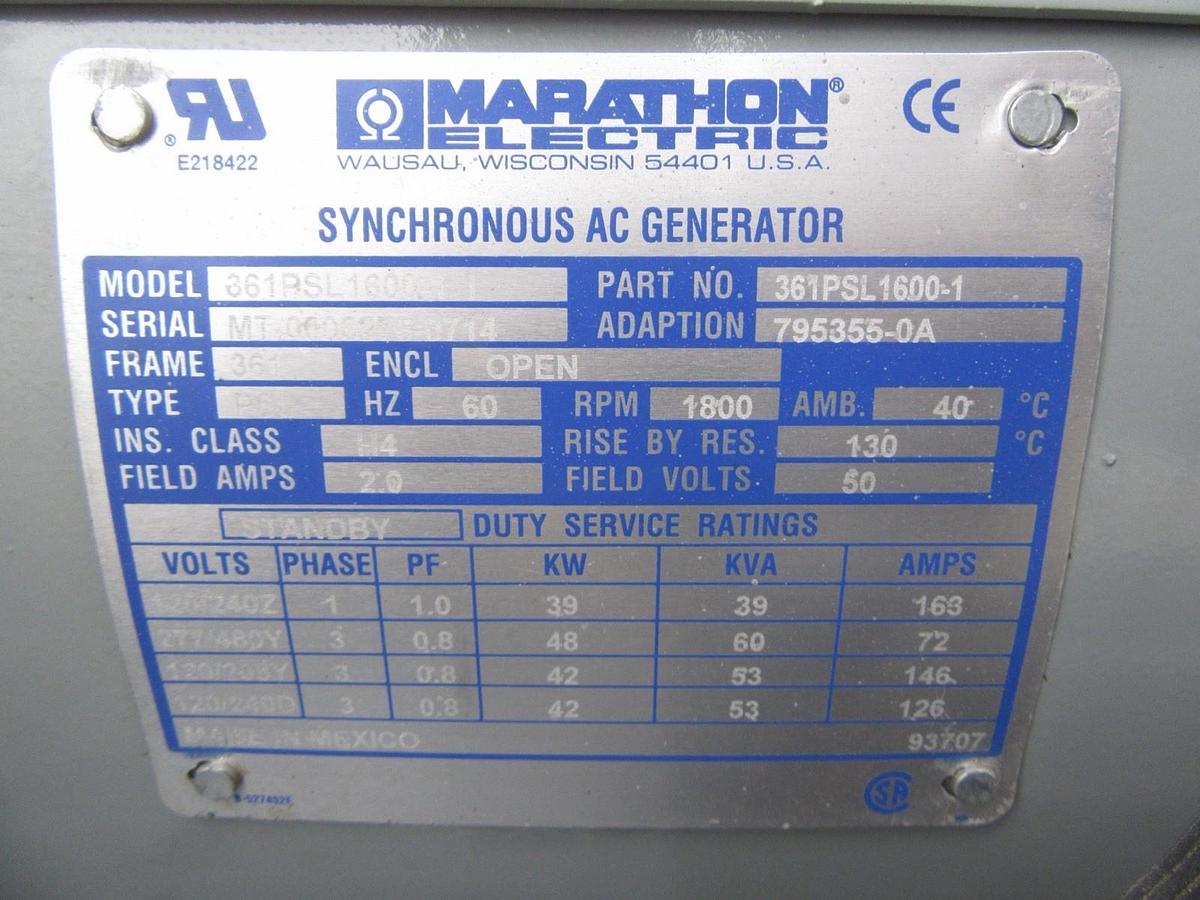 E218422
MARATHON®
ELECTRIC
WAUSAU, WISCONSIN 54401 U.S.A.
CE
SYNCHRONOUS AC GENERATOR
MODEL 361PSL1600 PART NO. 361PSL1600-1
SERIAL ADAPTION 795355-0A
FRAME 361 ENCL OPEN
TYPE HZ 60 RPM 1800 AMB. 40 °C
INS. CLASS H4 RISE BY RES. 130 °C
FIELD AMPS 2.0 FIELD VOLTS 50
STANDBY DUTY SERVICE RATINGS
VOLTS PHASE PF KW KVA AMPS
120/240Z 1 1.0 39 39 163
277/480Y 3 0.8 48 60 72
120/208Y 3 0.8 42 53 146
120/240D 3 0.8 42 53 126
MADE IN MEXICO 93707